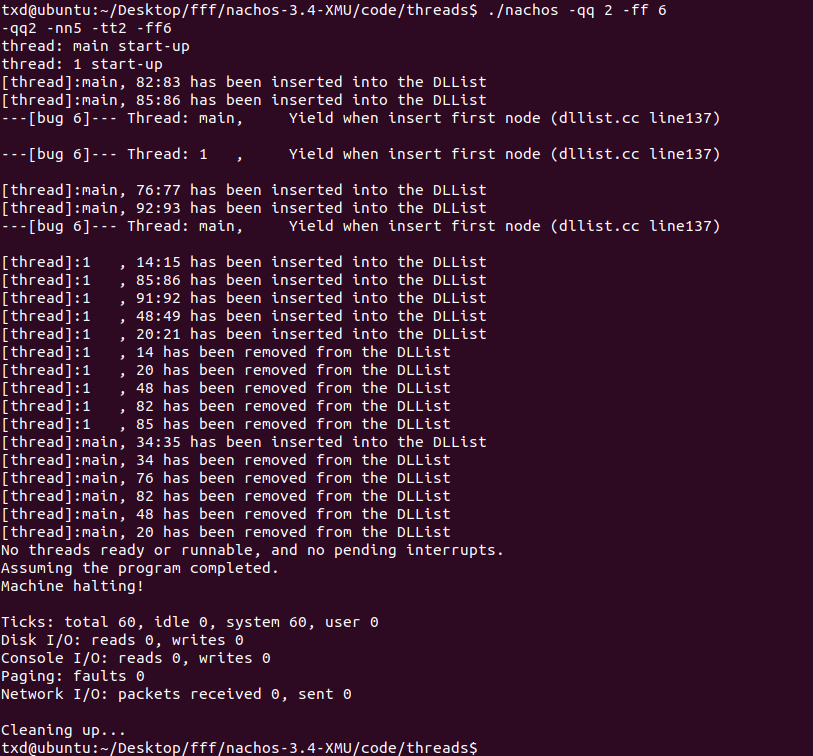 txd@ubuntu:~/Desktop/fff/nachos-3.4-XMU/code/threads$ ./nachos -qq 2 -ff 6
-qq2 -nn5 -tt2 -ff6
thread: main start-up
thread: 1 start-up
[thread]:main, 82:83 has been inserted into the DLList
[thread]:main, 85:86 has been inserted into the DLList
---[bug 6]--- Thread: main,     Yield when insert first node (dllist.cc line137)
---[bug 6]--- Thread: 1   ,     Yield when insert first node (dllist.cc line137)
[thread]:main, 76:77 has been inserted into the DLList
[thread]:main, 92:93 has been inserted into the DLList
---[bug 6]--- Thread: main,     Yield when insert first node (dllist.cc line137)
[thread]:1   , 14:15 has been inserted into the DLList
[thread]:1   , 85:86 has been inserted into the DLList
[thread]:1   , 91:92 has been inserted into the DLList
[thread]:1   , 48:49 has been inserted into the DLList
[thread]:1   , 20:21 has been inserted into the DLList
[thread]:1   , 14 has been removed from the DLList
[thread]:1   , 20 has been removed from the DLList
[thread]:1   , 48 has been removed from the DLList
[thread]:1   , 82 has been removed from the DLList
[thread]:1   , 85 has been removed from the DLList
[thread]:main, 34:35 has been inserted into the DLList
[thread]:main, 34 has been removed from the DLList
[thread]:main, 76 has been removed from the DLList
[thread]:main, 82 has been removed from the DLList
[thread]:main, 48 has been removed from the DLList
[thread]:main, 20 has been removed from the DLList
No threads ready or runnable, and no pending interrupts.
Assuming the program completed.
Machine halting!
Ticks: total 60, idle 0, system 60, user 0
Disk I/O: reads 0, writes 0
Console I/O: reads 0, writes 0
Paging: faults 0
Network I/O: packets received 0, sent 0
Cleaning up...
txd@ubuntu:~/Desktop/fff/nachos-3.4-XMU/code/threads$